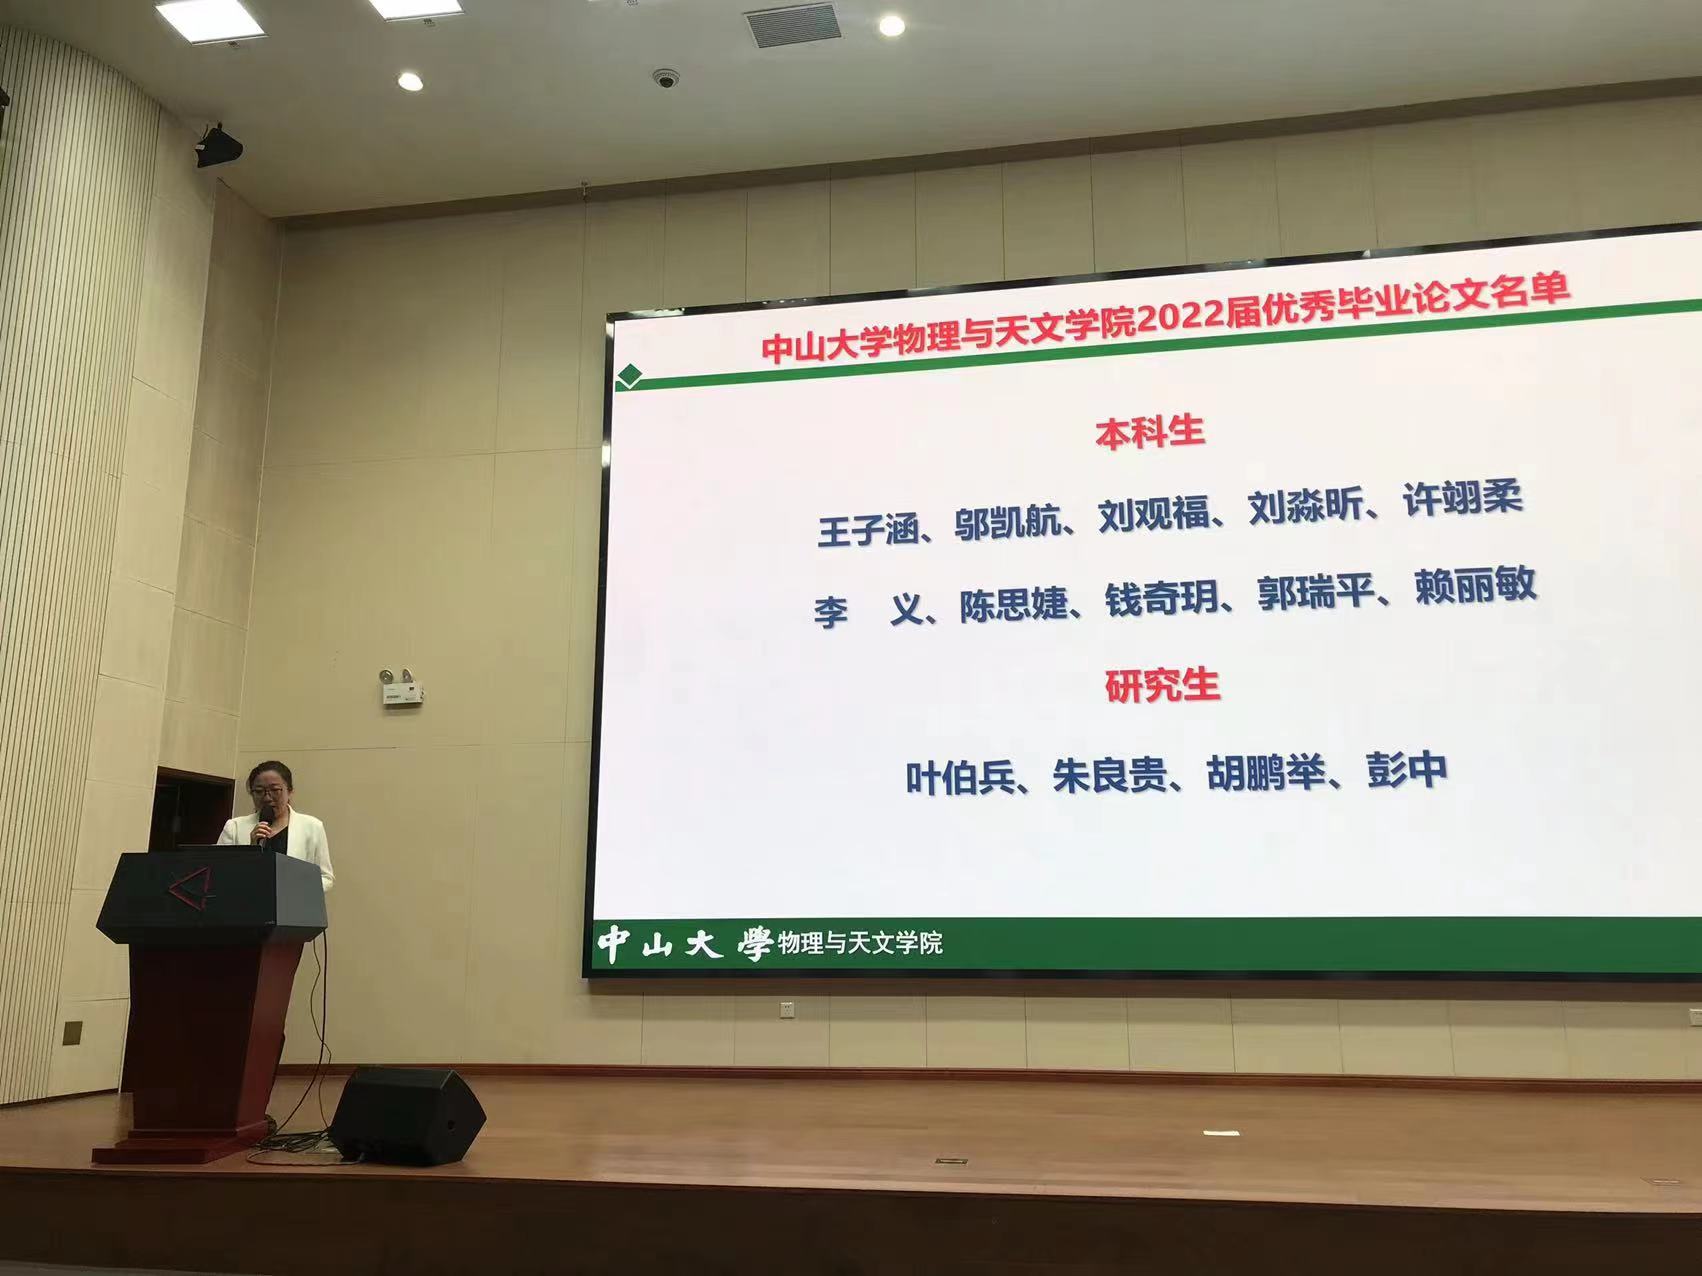 中山大学物理与天文学院2022届优秀毕业论文名单
本科生
王子涵、邬凯航、刘观福、刘淼昕、许翊柔
李　义、陈思婕、钱奇玥、郭瑞平、赖丽敏
研究生
叶伯兵、朱良贵、胡鹏举、彭中
中山大學物理与天文学院